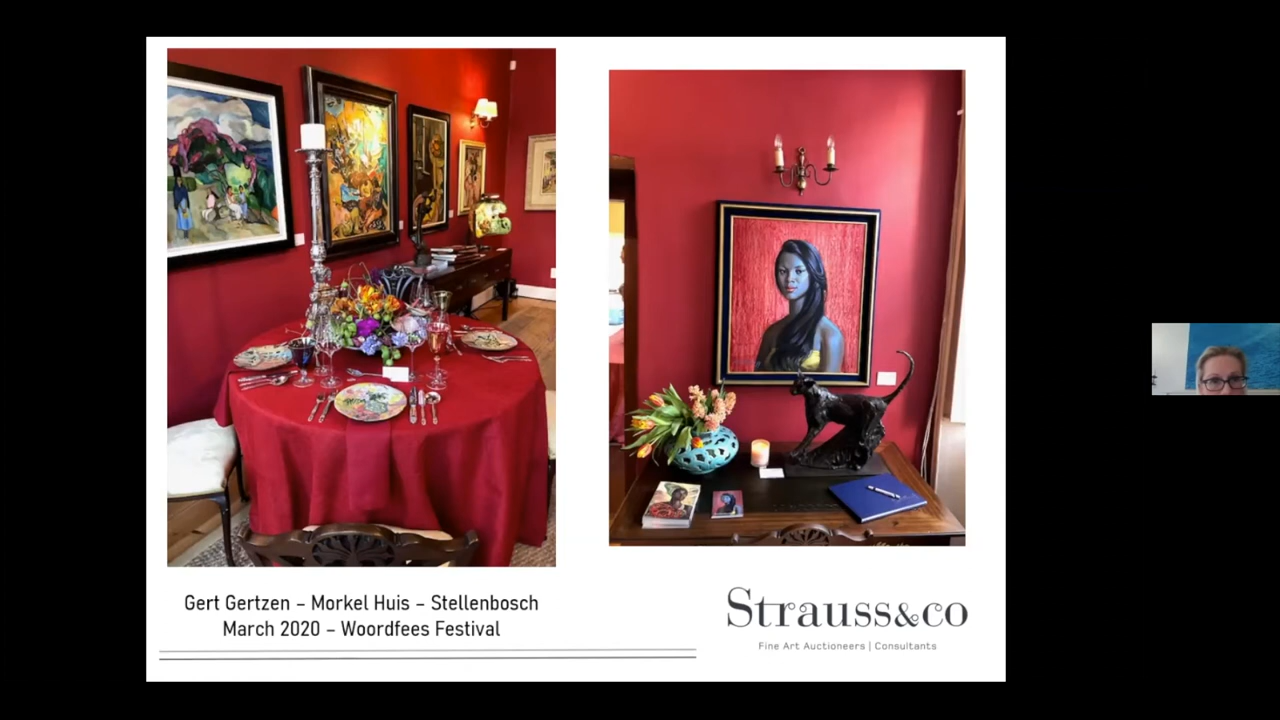 Gert Gertzen – Morkel Huis – Stellenbosch
March 2020 – Woordfees Festival
Strauss&co
Fine Art Auctioneers | Consultants